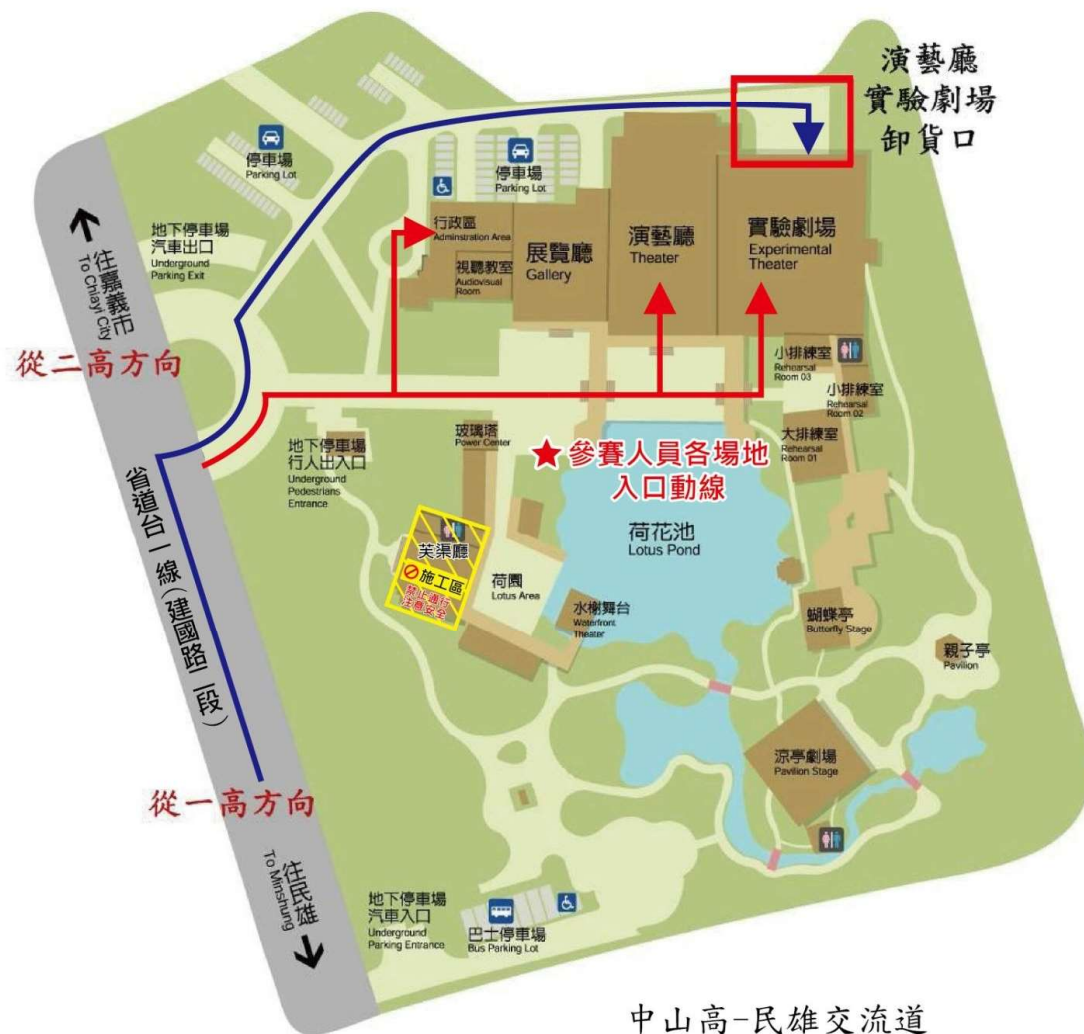 演藝廳
實驗劇場
卸貨口
停車場
Parking Lot
停車場
Parking Lot
地下停車場
汽車出口
Underground
Parking Exit
往嘉義市
To Chiayi City
行政區
Adminstration Area
視聽教室
Audiovisual
Room
展覽廳
Gallery
演藝廳
Theater
實驗劇場
Experimental
Theater
從二高方向
小排練室
Rehearsal
Room 03
小排練室
Rehearsal
Room 02
大排練室
Rehearsal
Room 01
地下停車場
行人出入口
Underground
Pedestrians
Entrance
玻璃塔
Power Center
★參賽人員各場地
入口動線
省道台一線(建國路二段)
芙渠廳
施工區
禁止通行
注意安全
荷園
Lotus Area
荷花池
Lotus Pond
水榭舞台
Waterfront
Theater
蝴蝶亭
Butterfly Stage
親子亭
Pavilion
涼亭劇場
Pavilion Stage
從一高方向
往民雄
To Minshung
地下停車場
汽車入口
Underground
Parking Entrance
巴士停車場
Bus Parking Lot
中山高-民雄交流道